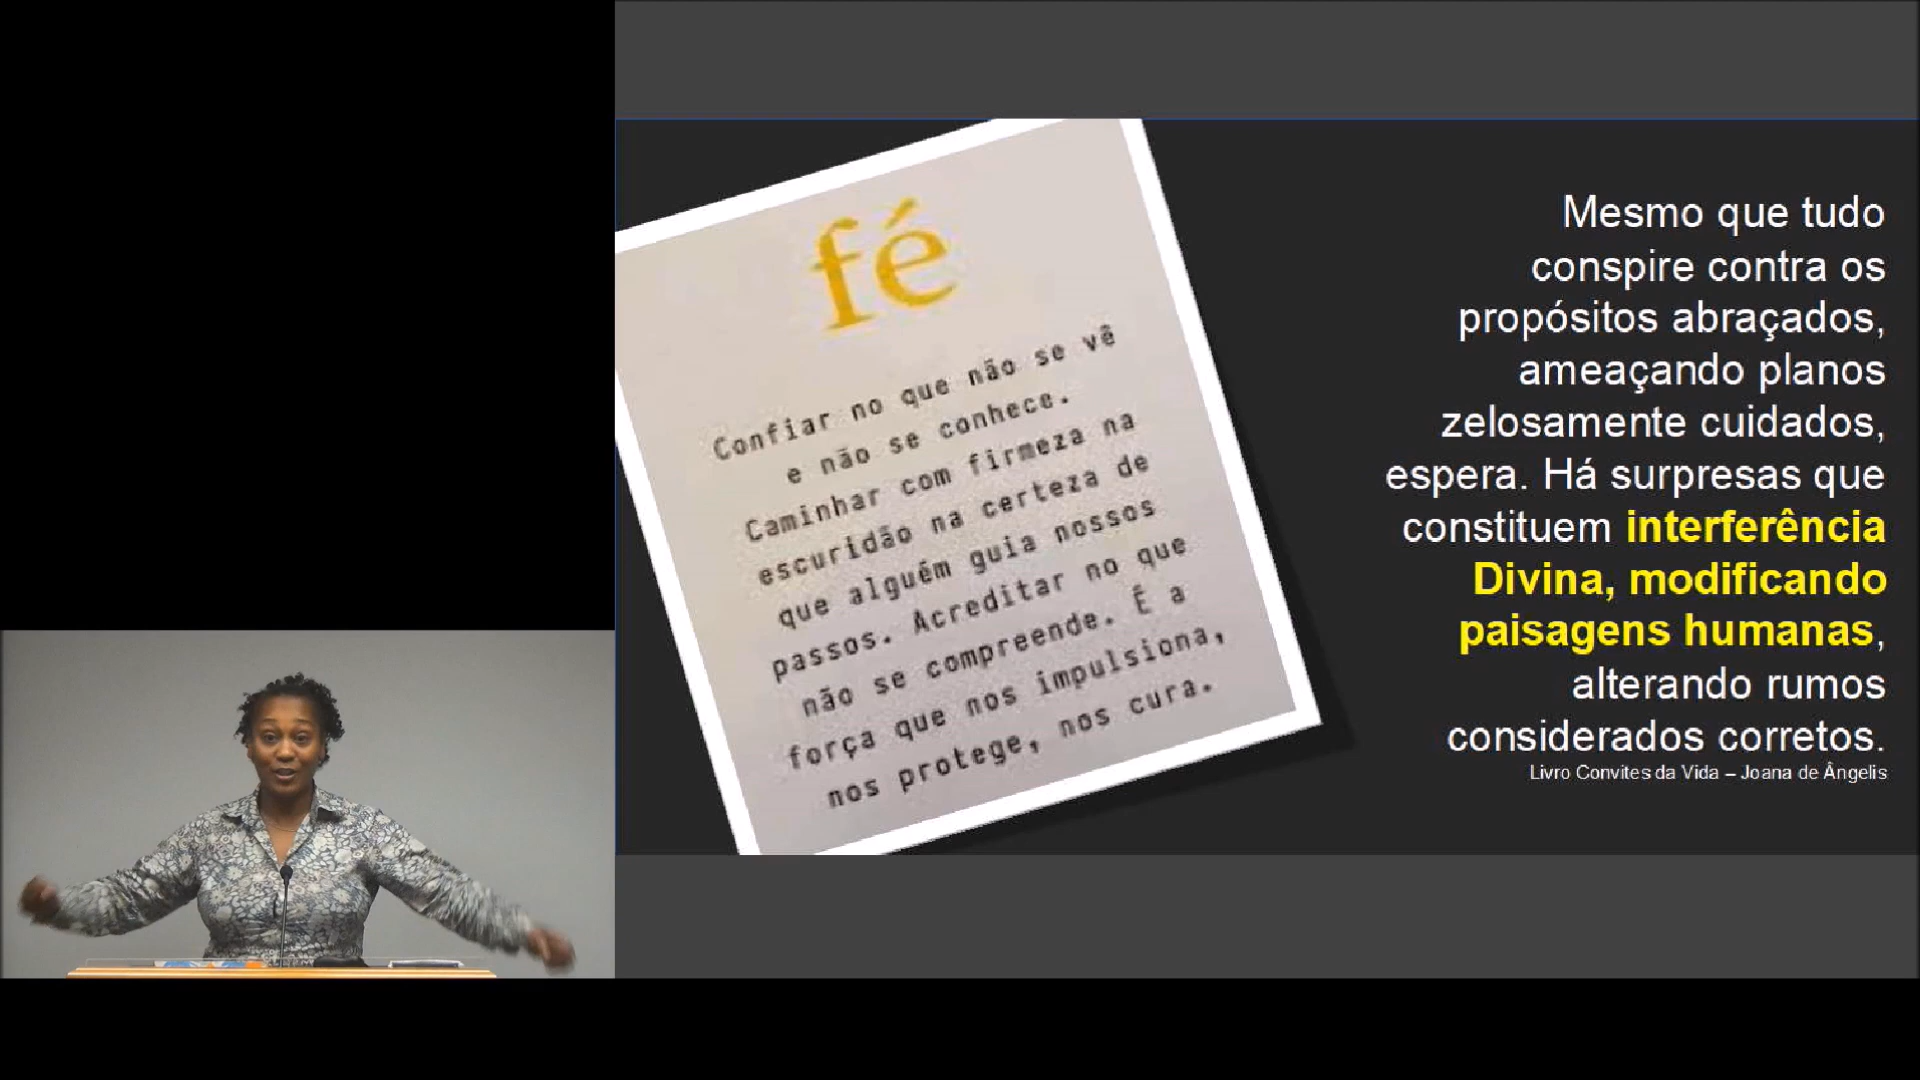 fé
Confiar no que não se vê
e não se conhece.
Caminhar com firmeza na
escuridão na certeza de
que alguém guia nossos
passos. Acreditar no que
não se compreende. É a
força que nos impulsiona,
nos protege, nos cura.
Mesmo que tudo
conspire contra os
propósitos abraçados,
ameaçando planos
zelosamente cuidados,
espera. Há surpresas que
constituem interferência
Divina, modificando
paisagens humanas,
alterando rumos
considerados corretos.
Livro Convites da Vida – Joana de Ângelis